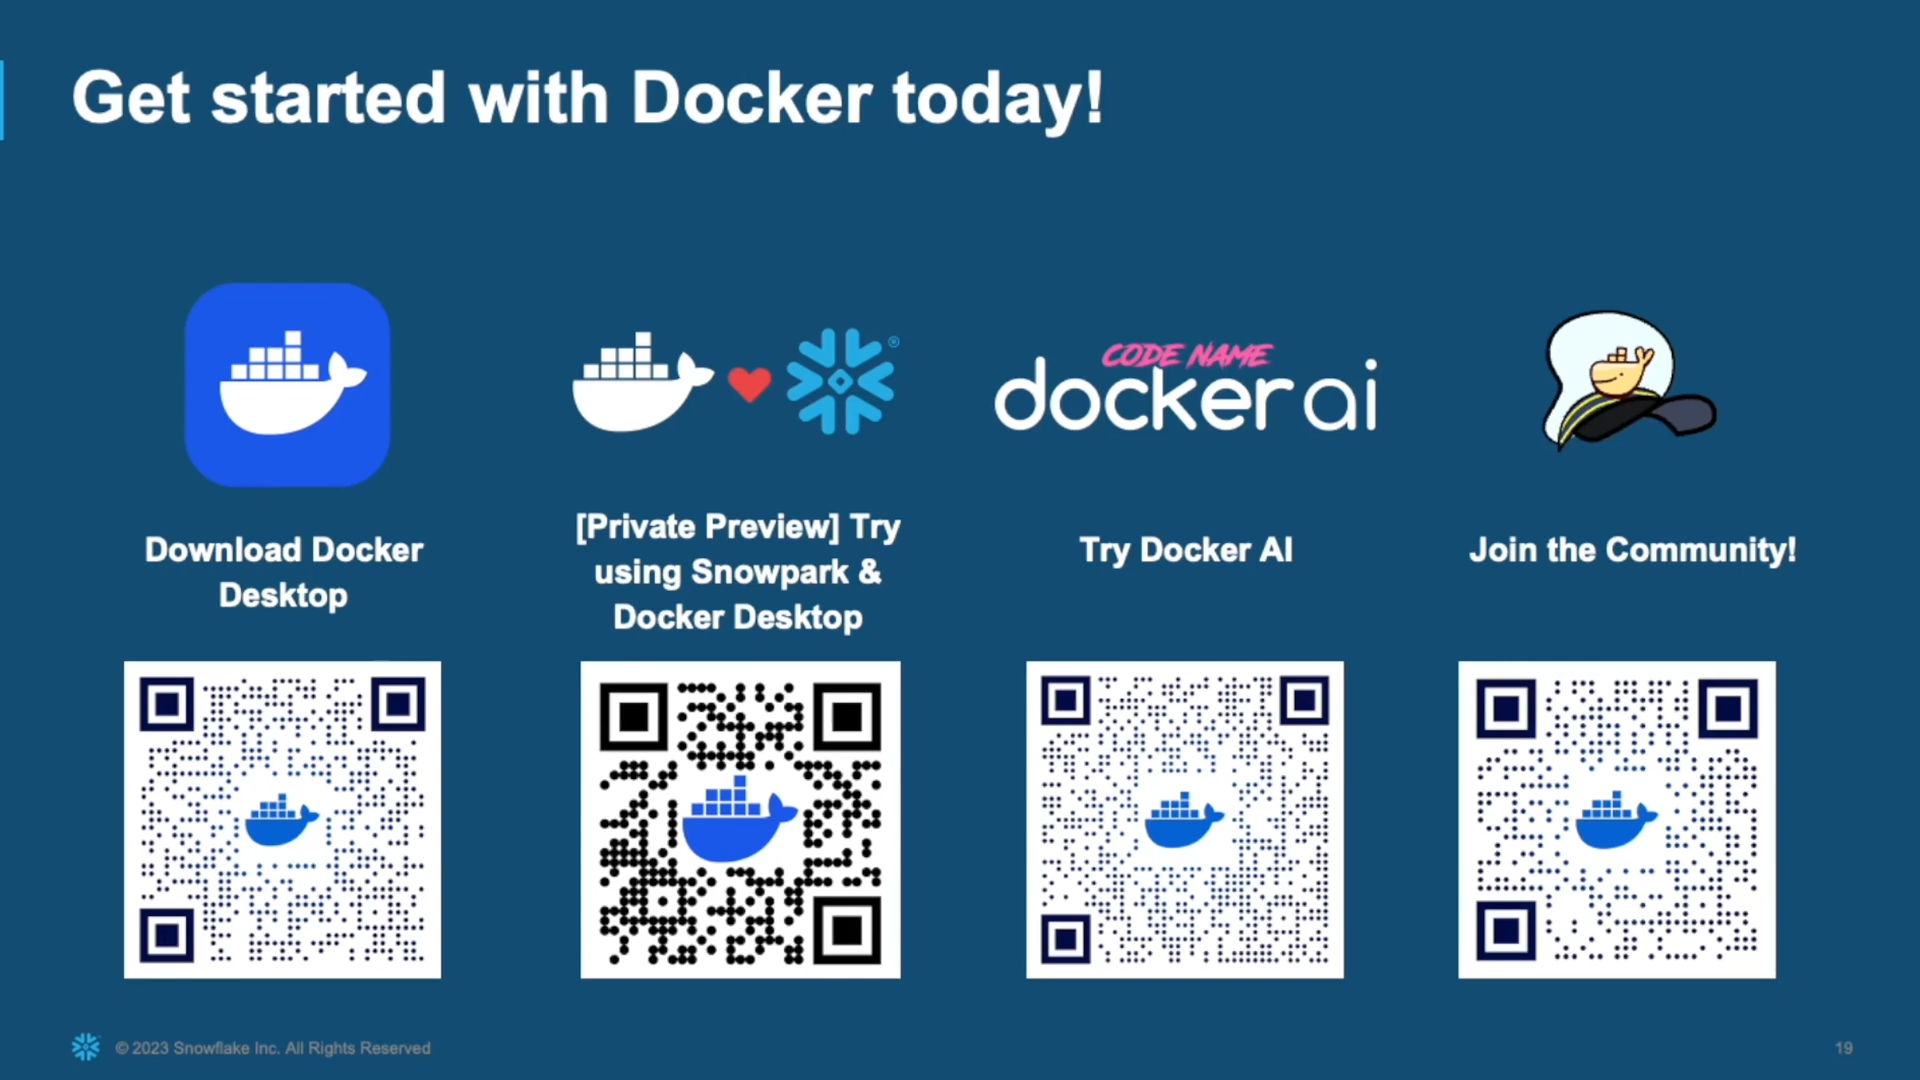 Get started with Docker today!
CODE NAME
docker ai
®
Download Docker
Desktop
[Private Preview] Try
using Snowpark &
Docker Desktop
Try Docker AI
Join the Community!
© 2023 Snowflake Inc. All Rights Reserved
19